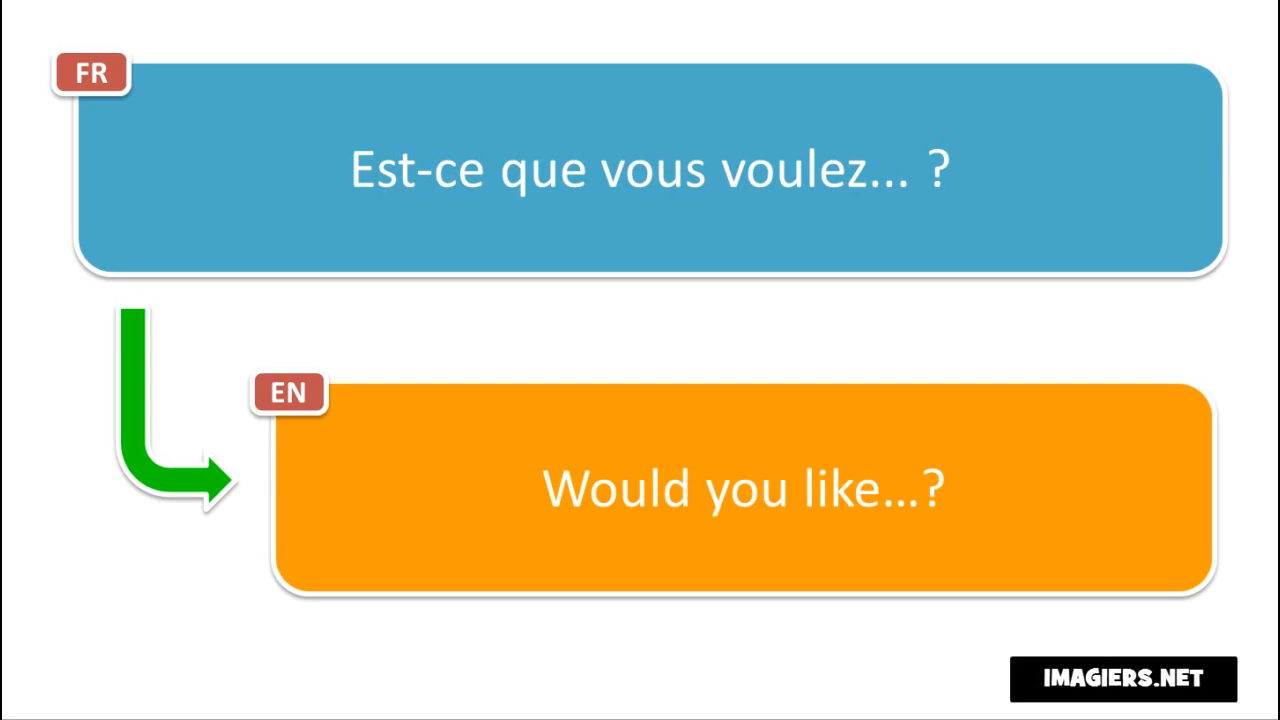 FR
Est-ce que vous voulez... ?
EN
Would you like...?
IMAGIERS.NET